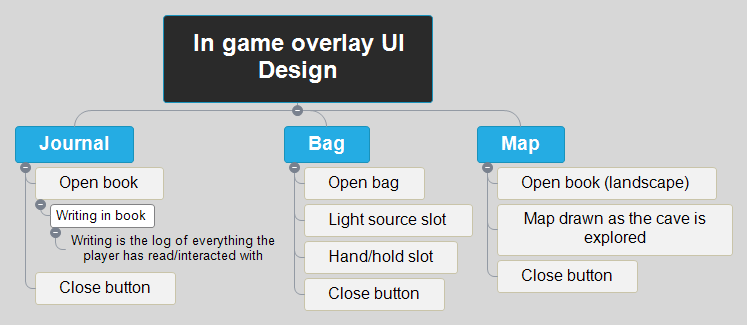 In game overlay UI
Design
Journal
Open book
Writing in book
Writing is the log of everything the
player has read/interacted with
Close button
Bag
Open bag
Light source slot
Hand/hold slot
Close button
Map
Open book (landscape)
Map drawn as the cave is
explored
Close button